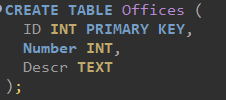 CREATE TABLE Offices (
ID INT PRIMARY KEY,
Number INT,
Descr TEXT
);